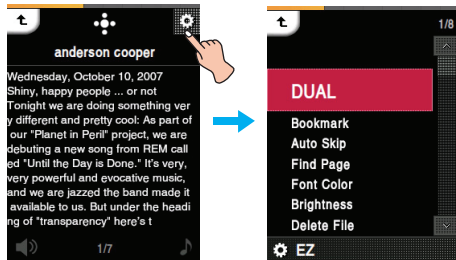 anderson cooper
Wednesday, October 10, 2007
Shiny, happy people ... or not
Tonight we are doing something ver
y different and pretty cool: As part of
our "Planet in Peril" project, we are
debuting a new song from REM call
ed "Until the Day is Done." It's very,
very powerful and evocative music,
and we are jazzed the band made it
available to us. But under the headi
ng of "transparency" here's t
1/7
1/8
DUAL
Bookmark
Auto Skip
Find Page
Font Color
Brightness
Delete File
EZ